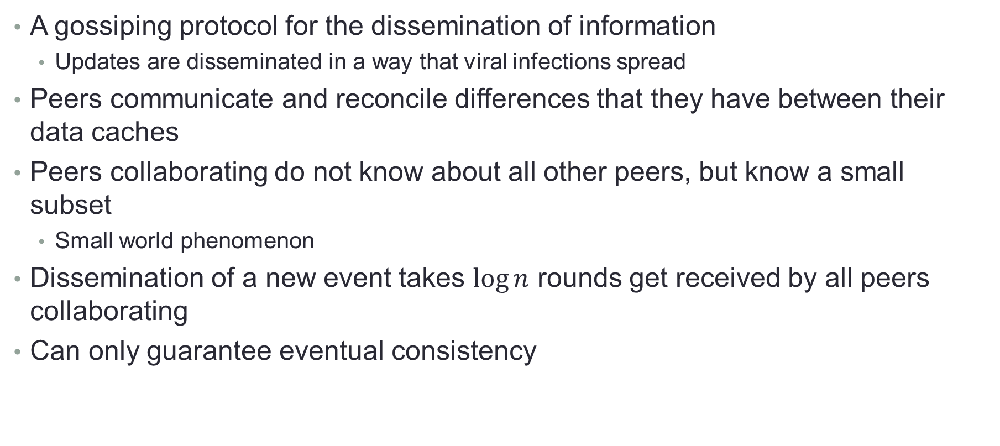 • A gossiping protocol for the dissemination of information
• Updates are disseminated in a way that viral infections spread
• Peers communicate and reconcile differences that they have between their
data caches
• Peers collaborating do not know about all other peers, but know a small
subset
• Small world phenomenon
• Dissemination of a new event takes log n rounds get received by all peers
collaborating
• Can only guarantee eventual consistency